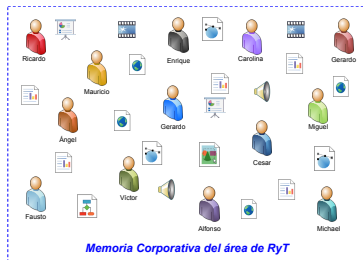 Ricardo
Enrique
Carolina
Gerardo
Mauricio
Gerardo
Miguel
Ángel
Cesar
Fausto
Víctor
Alfonso
Michael
Memoria Corporativa del área de RyT